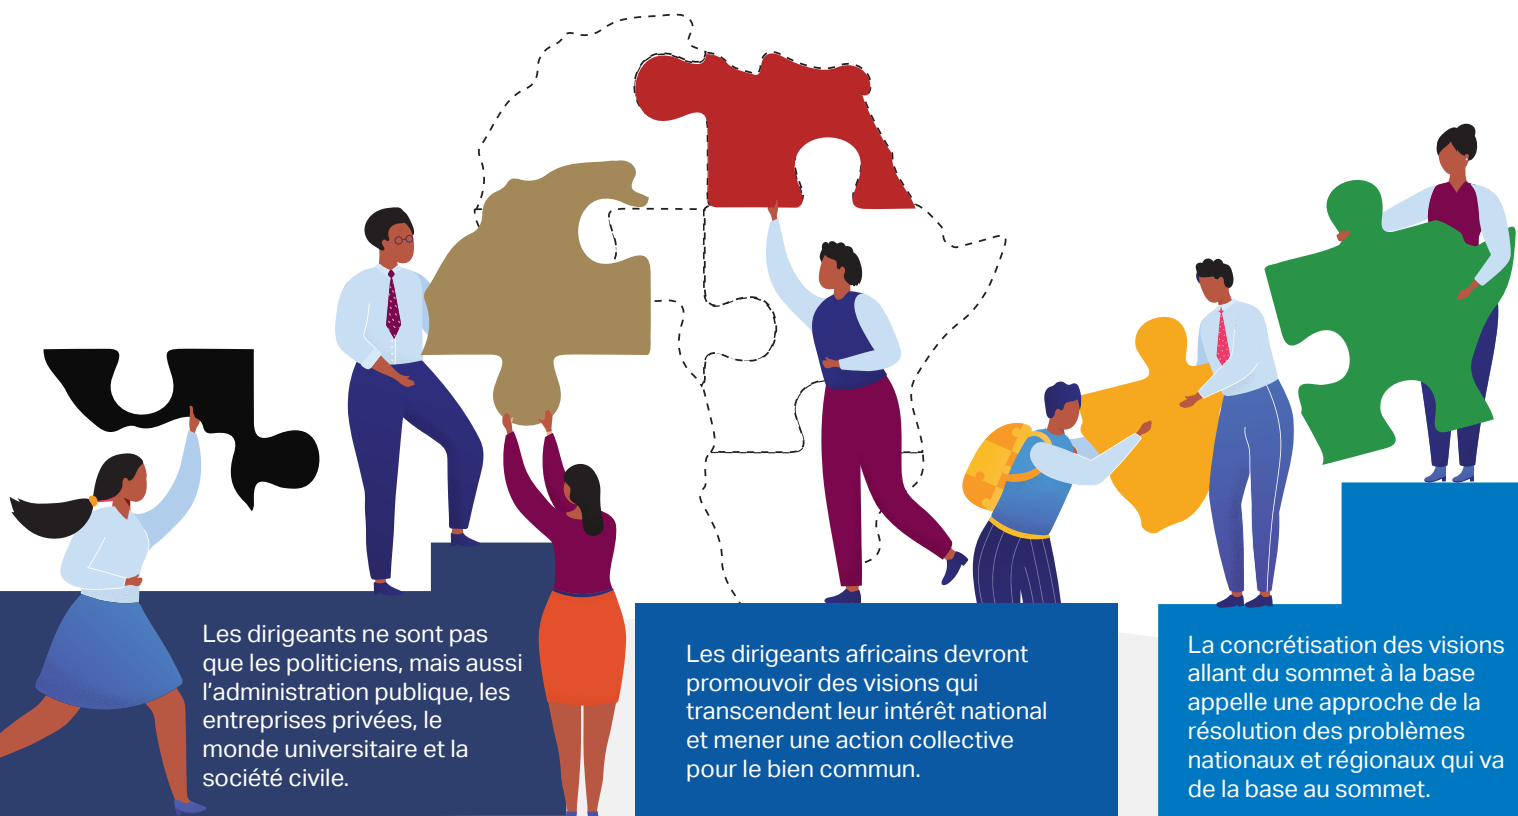 Les dirigeants ne sont pas
que les politiciens, mais aussi
l'administration publique, les
entreprises privées, le
monde universitaire et la
société civile.
Les dirigeants africains devront
promouvoir des visions qui
transcendent leur intérêt national
et mener une action collective
pour le bien commun.
La concrétisation des visions
allant du sommet à la base
appelle une approche de la
résolution des problèmes
nationaux et régionaux qui va
de la base au sommet.